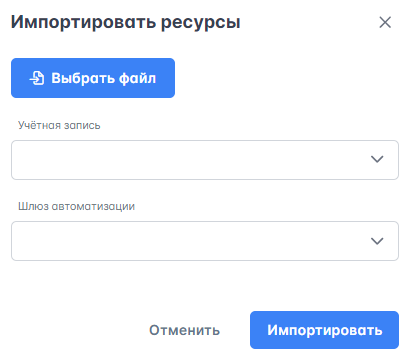 Импортировать ресурсы
Выбрать файл
Учётная запись
Шлюз автоматизации
Отменить
Импортировать